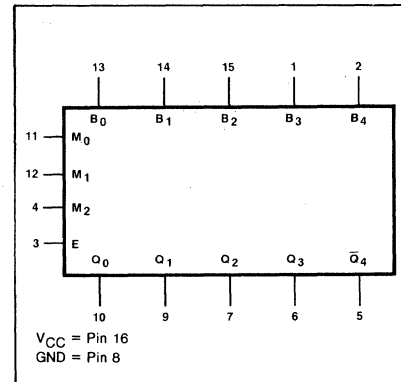 13 14 15 1 2
B0 B1 B2 B3 B4
11 M0
12 M1
4 M2
3 E
Q0 Q1 Q2 Q3 Q̅4
10 9 7 6 5
VCC = Pin 16
GND = Pin 8